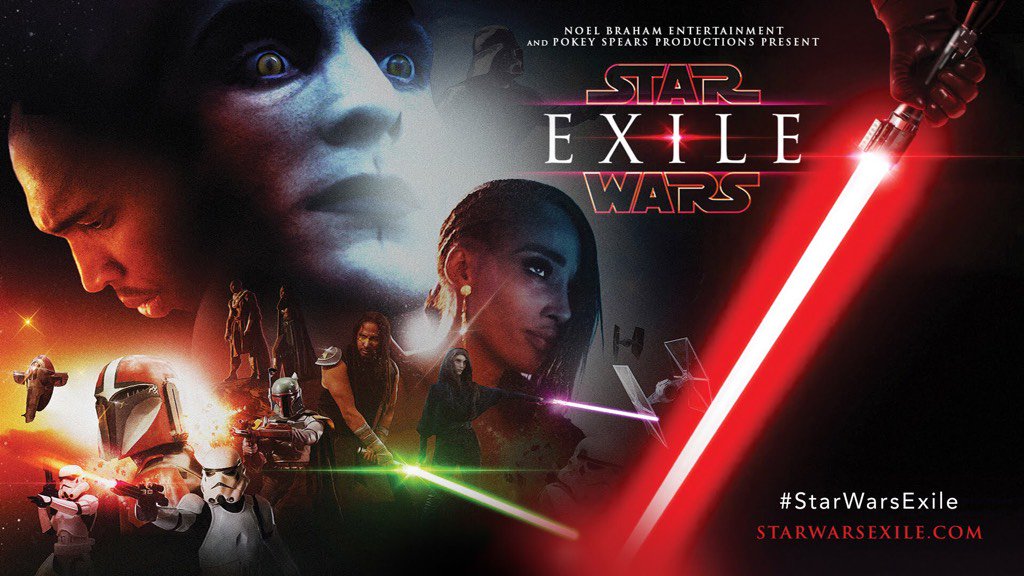 NOEL BRAHAM ENTERTAINMENT
AND POKEY SPEARS PRODUCTIONS PRESENT
STAR
EXILE
WARS
#StarWarsExile
STARWARSEXILE.COM